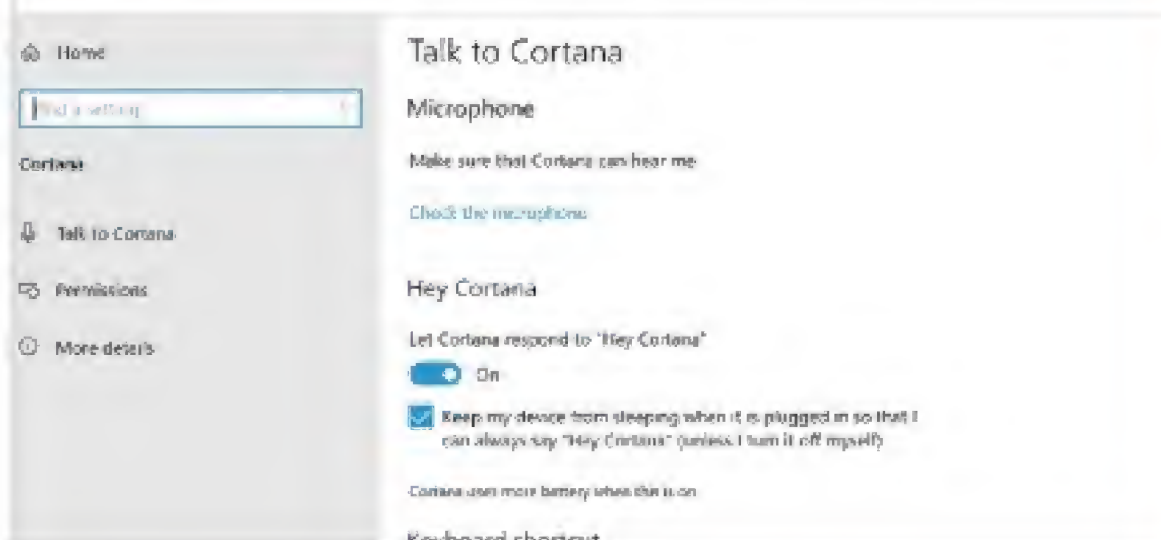 Home
Find a setting
Cortana
Talk to Cortana
Permissions
More details
Talk to Cortana
Microphone
Make sure that Cortana can hear me
Check the microphone
Hey Cortana
Let Cortana respond to "Hey Cortana"
On
Keep my device from sleeping when it is plugged in so that I
can always say "Hey Cortana" (unless I turn it off myself)
Cortana uses more battery when this is on
Keyboard shortcut